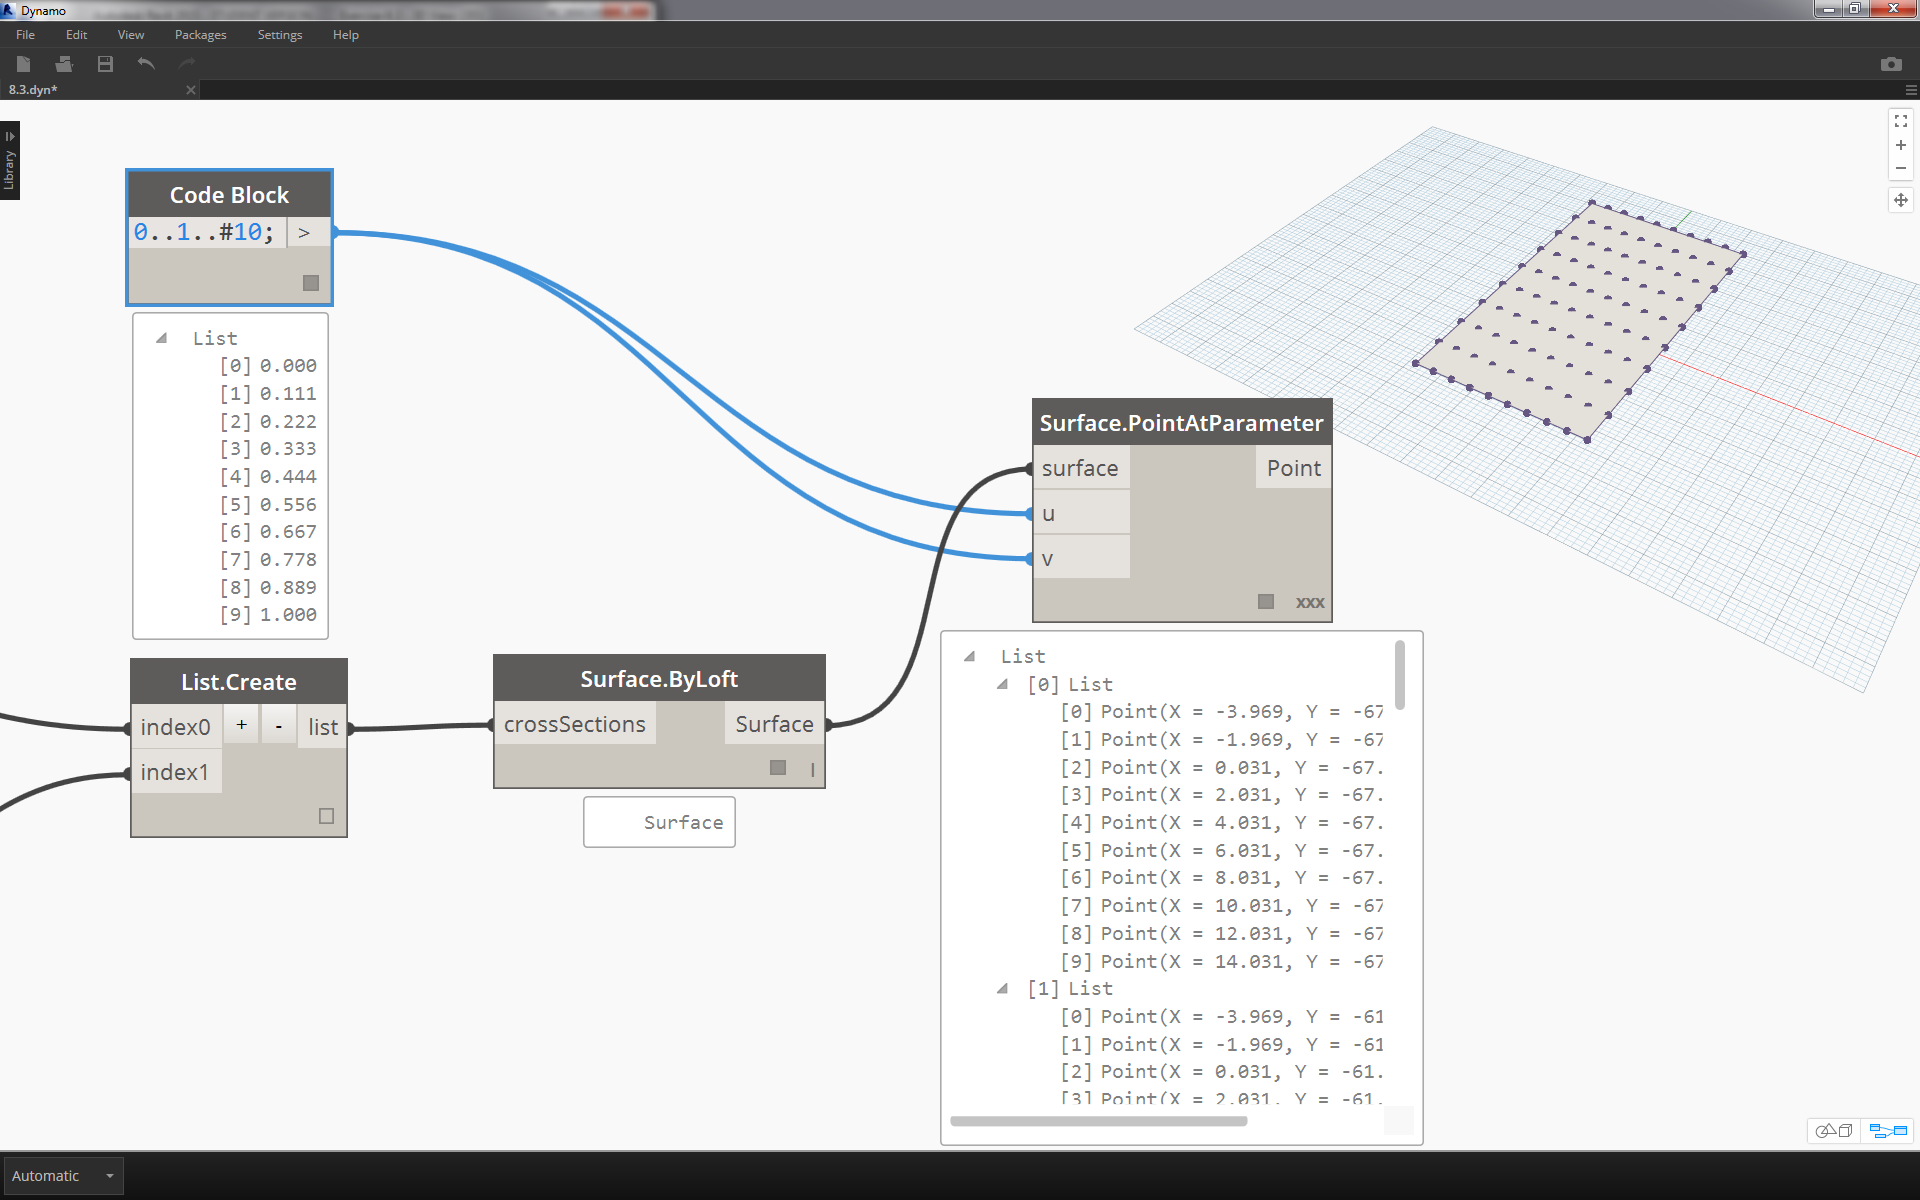 Dynamo
File Edit View Packages Settings Help
8.3.dyn*
Library
Code Block
0..1..#10; >
List
[0] 0.000
[1] 0.111
[2] 0.222
[3] 0.333
[4] 0.444
[5] 0.556
[6] 0.667
[7] 0.778
[8] 0.889
[9] 1.000
List.Create
index0 + - list
index1
Surface.ByLoft
crossSections Surface
|
Surface
Surface.PointAtParameter
surface Point
u
v
xxx
List
[0] List
[0] Point(X = -3.969, Y = -67
[1] Point(X = -1.969, Y = -67
[2] Point(X = 0.031, Y = -67.
[3] Point(X = 2.031, Y = -67.
[4] Point(X = 4.031, Y = -67.
[5] Point(X = 6.031, Y = -67.
[6] Point(X = 8.031, Y = -67.
[7] Point(X = 10.031, Y = -67
[8] Point(X = 12.031, Y = -67
[9] Point(X = 14.031, Y = -67
[1] List
[0] Point(X = -3.969, Y = -61
[1] Point(X = -1.969, Y = -61
[2] Point(X = 0.031, Y = -61.
[3] Point(X = 2.031, Y = -61.
Automatic